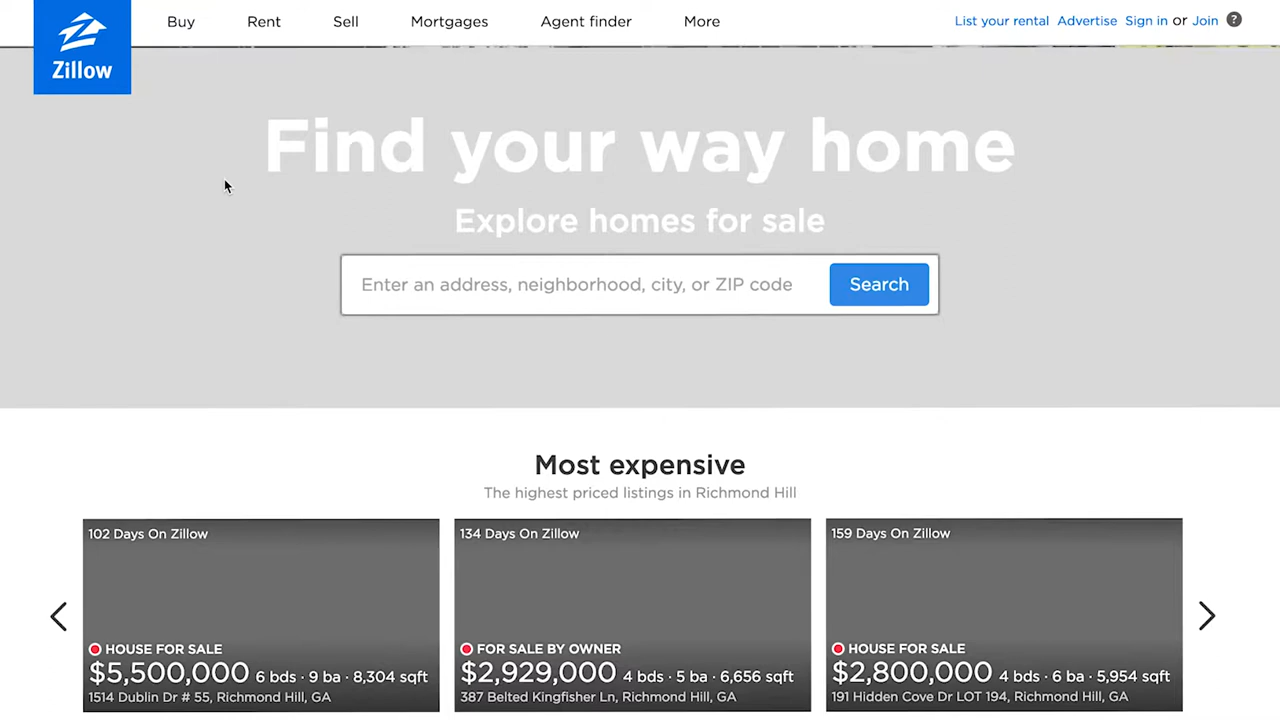 Buy Rent Sell Mortgages Agent finder More List your rental Advertise Sign in or Join ?
Zillow
Find your way home
Explore homes for sale
Enter an address, neighborhood, city, or ZIP code Search
Most expensive
The highest priced listings in Richmond Hill
102 Days On Zillow
HOUSE FOR SALE
$5,500,000 6 bds · 9 ba · 8,304 sqft
1514 Dublin Dr # 55, Richmond Hill, GA
134 Days On Zillow
FOR SALE BY OWNER
$2,929,000 4 bds · 5 ba · 6,656 sqft
387 Belted Kingfisher Ln, Richmond Hill, GA
159 Days On Zillow
HOUSE FOR SALE
$2,800,000 4 bds · 6 ba · 5,954 sqft
191 Hidden Cove Dr LOT 194, Richmond Hill, GA